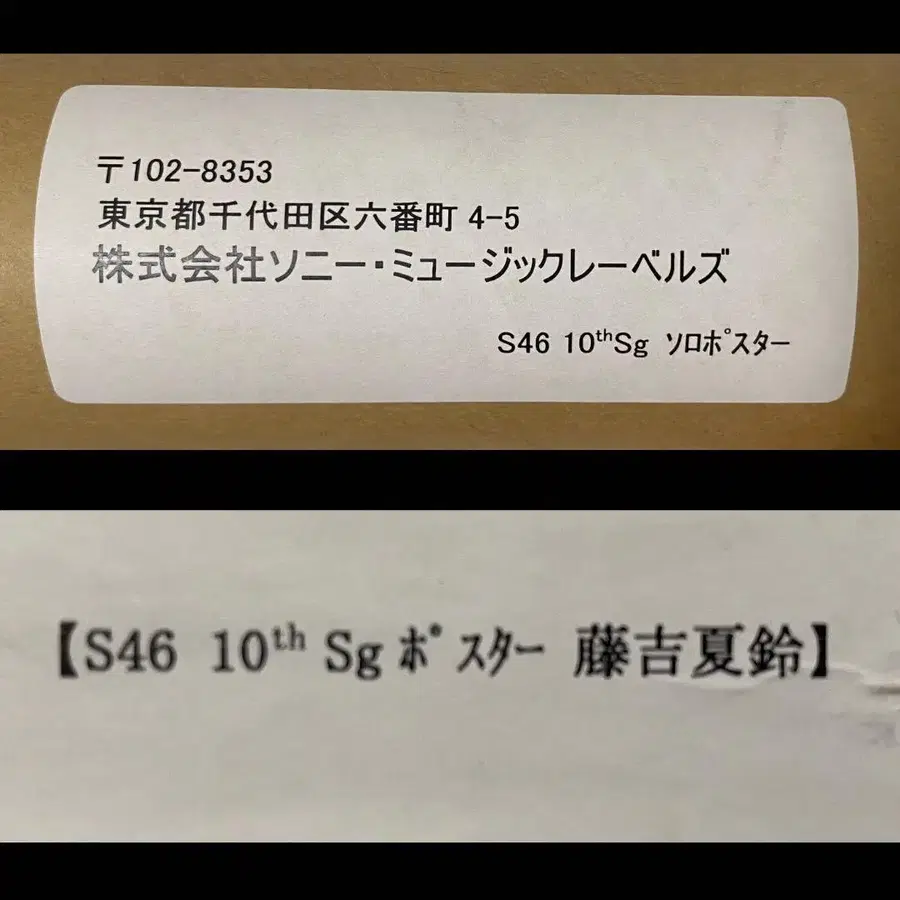 〒102-8353
東京都千代田区六番町 4-5
株式会社ソニー・ミュージックレーベルズ
S46 10thSg ソロポスター
【S46 10th Sg ポスター 藤吉夏鈴】